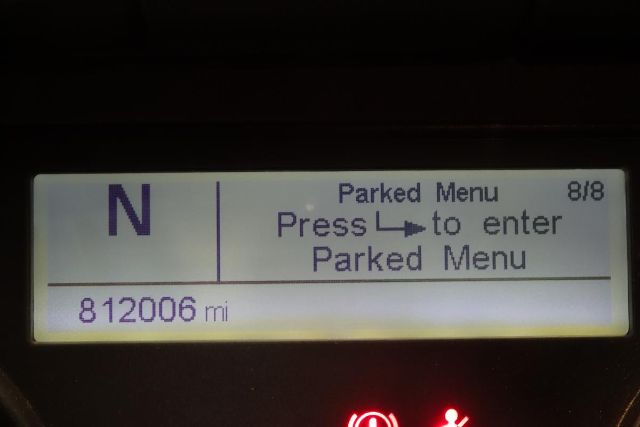 N
Parked Menu 8/8
Press ↳ to enter
Parked Menu
812006 mi